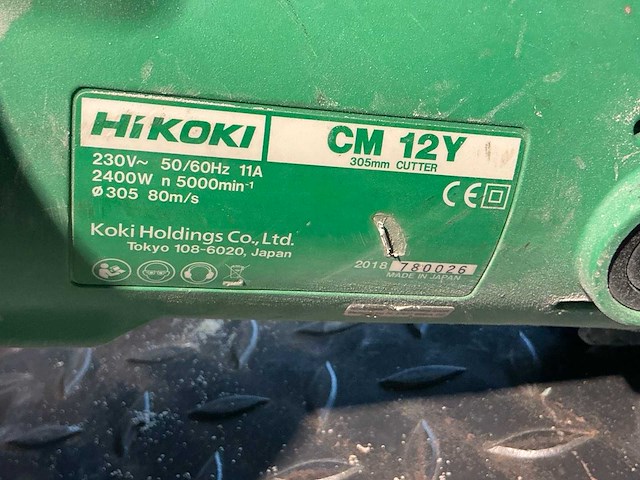 HiKOKI
CM 12Y
305mm CUTTER
230V~ 50/60Hz 11A
2400W n 5000min-1
ø305 80m/s
CE
Koki Holdings Co., Ltd.
Tokyo 108-6020, Japan
2018 780026
MADE IN JAPAN